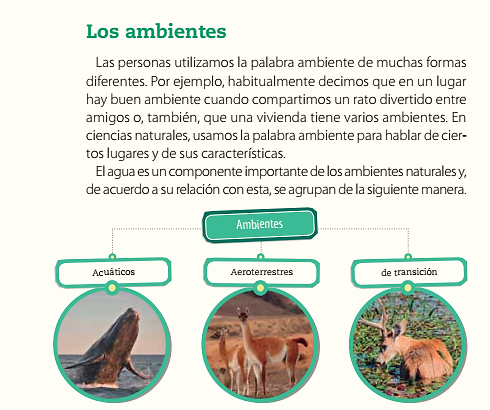 Los ambientes
Las personas utilizamos la palabra ambiente de muchas formas
diferentes. Por ejemplo, habitualmente decimos que en un lugar
hay buen ambiente cuando compartimos un rato divertido entre
amigos o, también, que una vivienda tiene varios ambientes. En
ciencias naturales, usamos la palabra ambiente para hablar de cier-
tos lugares y de sus características.
El agua es un componente importante de los ambientes naturales y,
de acuerdo a su relación con esta, se agrupan de la siguiente manera.
Ambientes
Acuáticos
Aeroterrestres
de transición